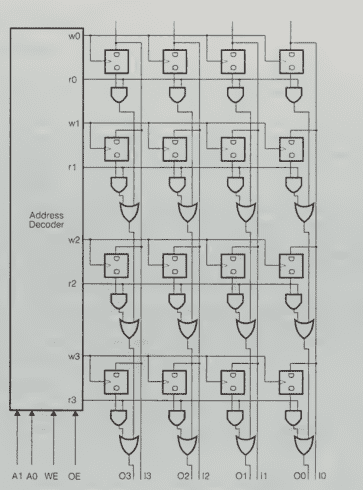 w0
r0
w1
r1
Address
Decoder
w2
r2
w3
r3
A1 A0 WE OE O3 I3 O2 I2 O1 I1 O0 I0